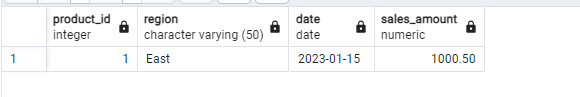 product_id region date sales_amount
integer character varying (50) date numeric
1 1 East 2023-01-15 1000.50